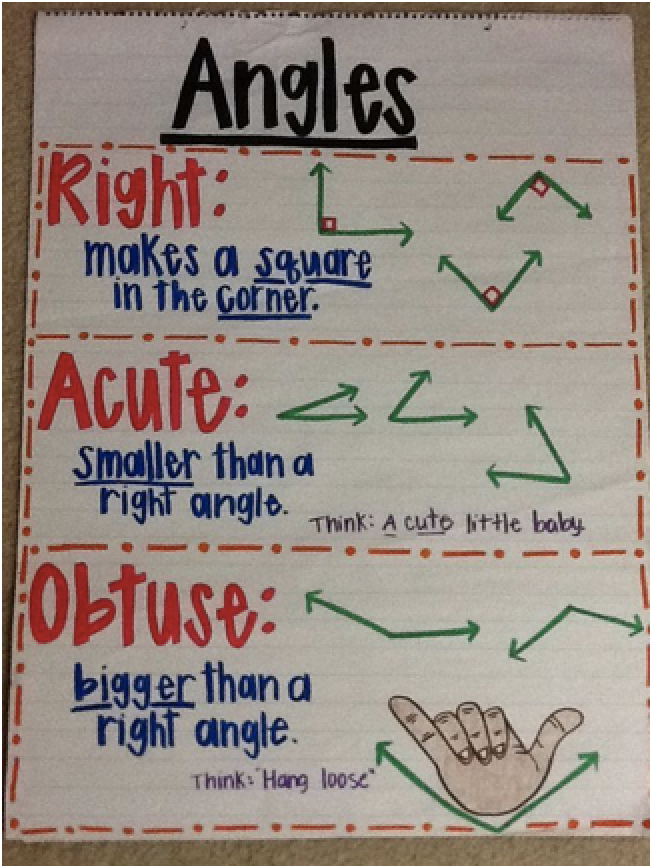 Angles
Right:
makes a square
in the corner.
Acute:
smaller than a
right angle.
Think: A cute little baby.
Obtuse:
bigger than a
right angle.
Think: "Hang loose"